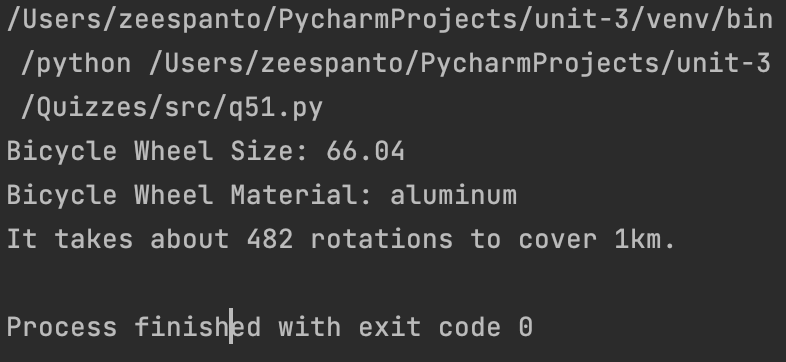 /Users/zeespanto/PycharmProjects/unit-3/venv/bin
/python /Users/zeespanto/PycharmProjects/unit-3
/Quizzes/src/q51.py
Bicycle Wheel Size: 66.04
Bicycle Wheel Material: aluminum
It takes about 482 rotations to cover 1km.
Process finished with exit code 0